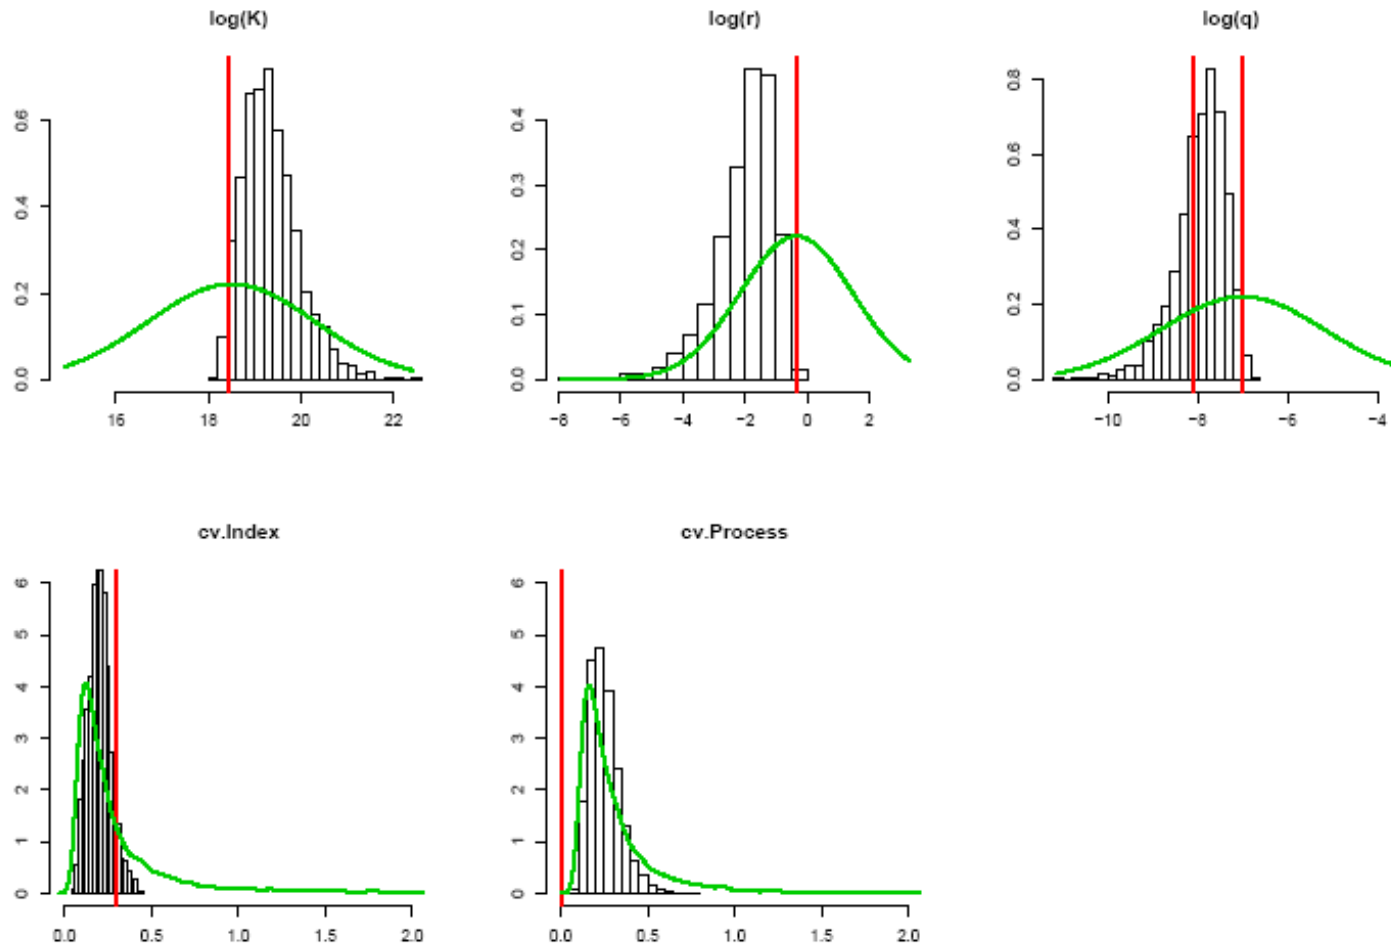 log(K)
log(r)
log(q)
0.0 0.2 0.4 0.6
16 18 20 22
0.0 0.1 0.2 0.3 0.4
−8 −6 −4 −2 0 2
0.0 0.2 0.4 0.6 0.8
−10 −8 −6 −4
cv.Index
cv.Process
0 1 2 3 4 5 6
0.0 0.5 1.0 1.5 2.0
0 1 2 3 4 5 6
0.0 0.5 1.0 1.5 2.0